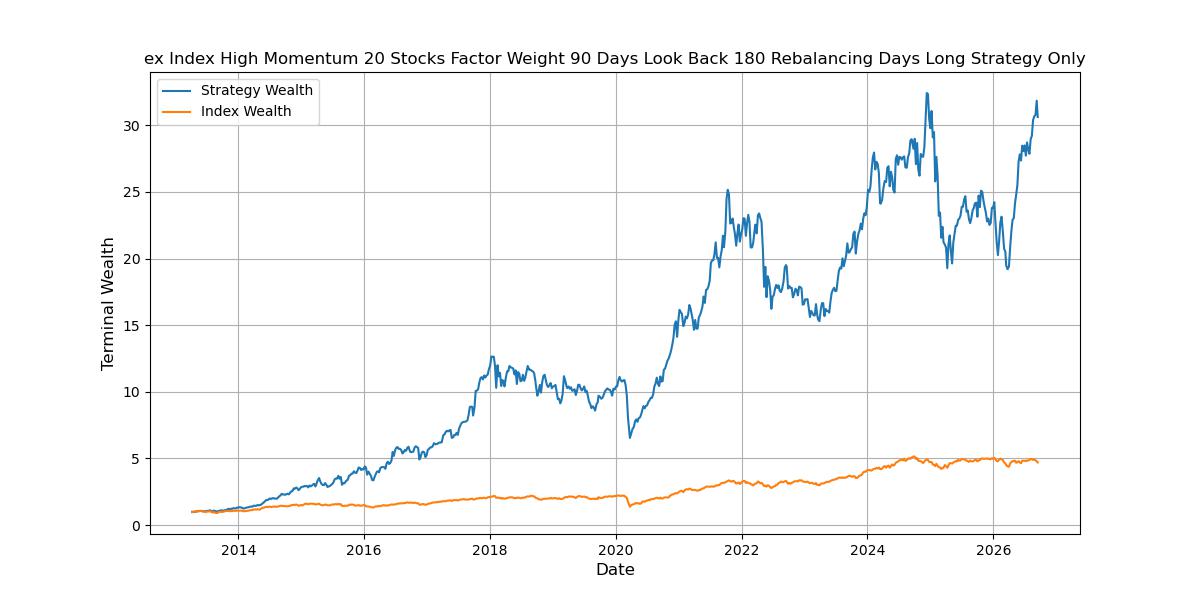 ex Index High Momentum 20 Stocks Factor Weight 90 Days Look Back 180 Rebalancing Days Long Strategy Only
Strategy Wealth
Index Wealth
Terminal Wealth
30
25
20
15
10
5
0
2014 2016 2018 2020 2022 2024 2026
Date